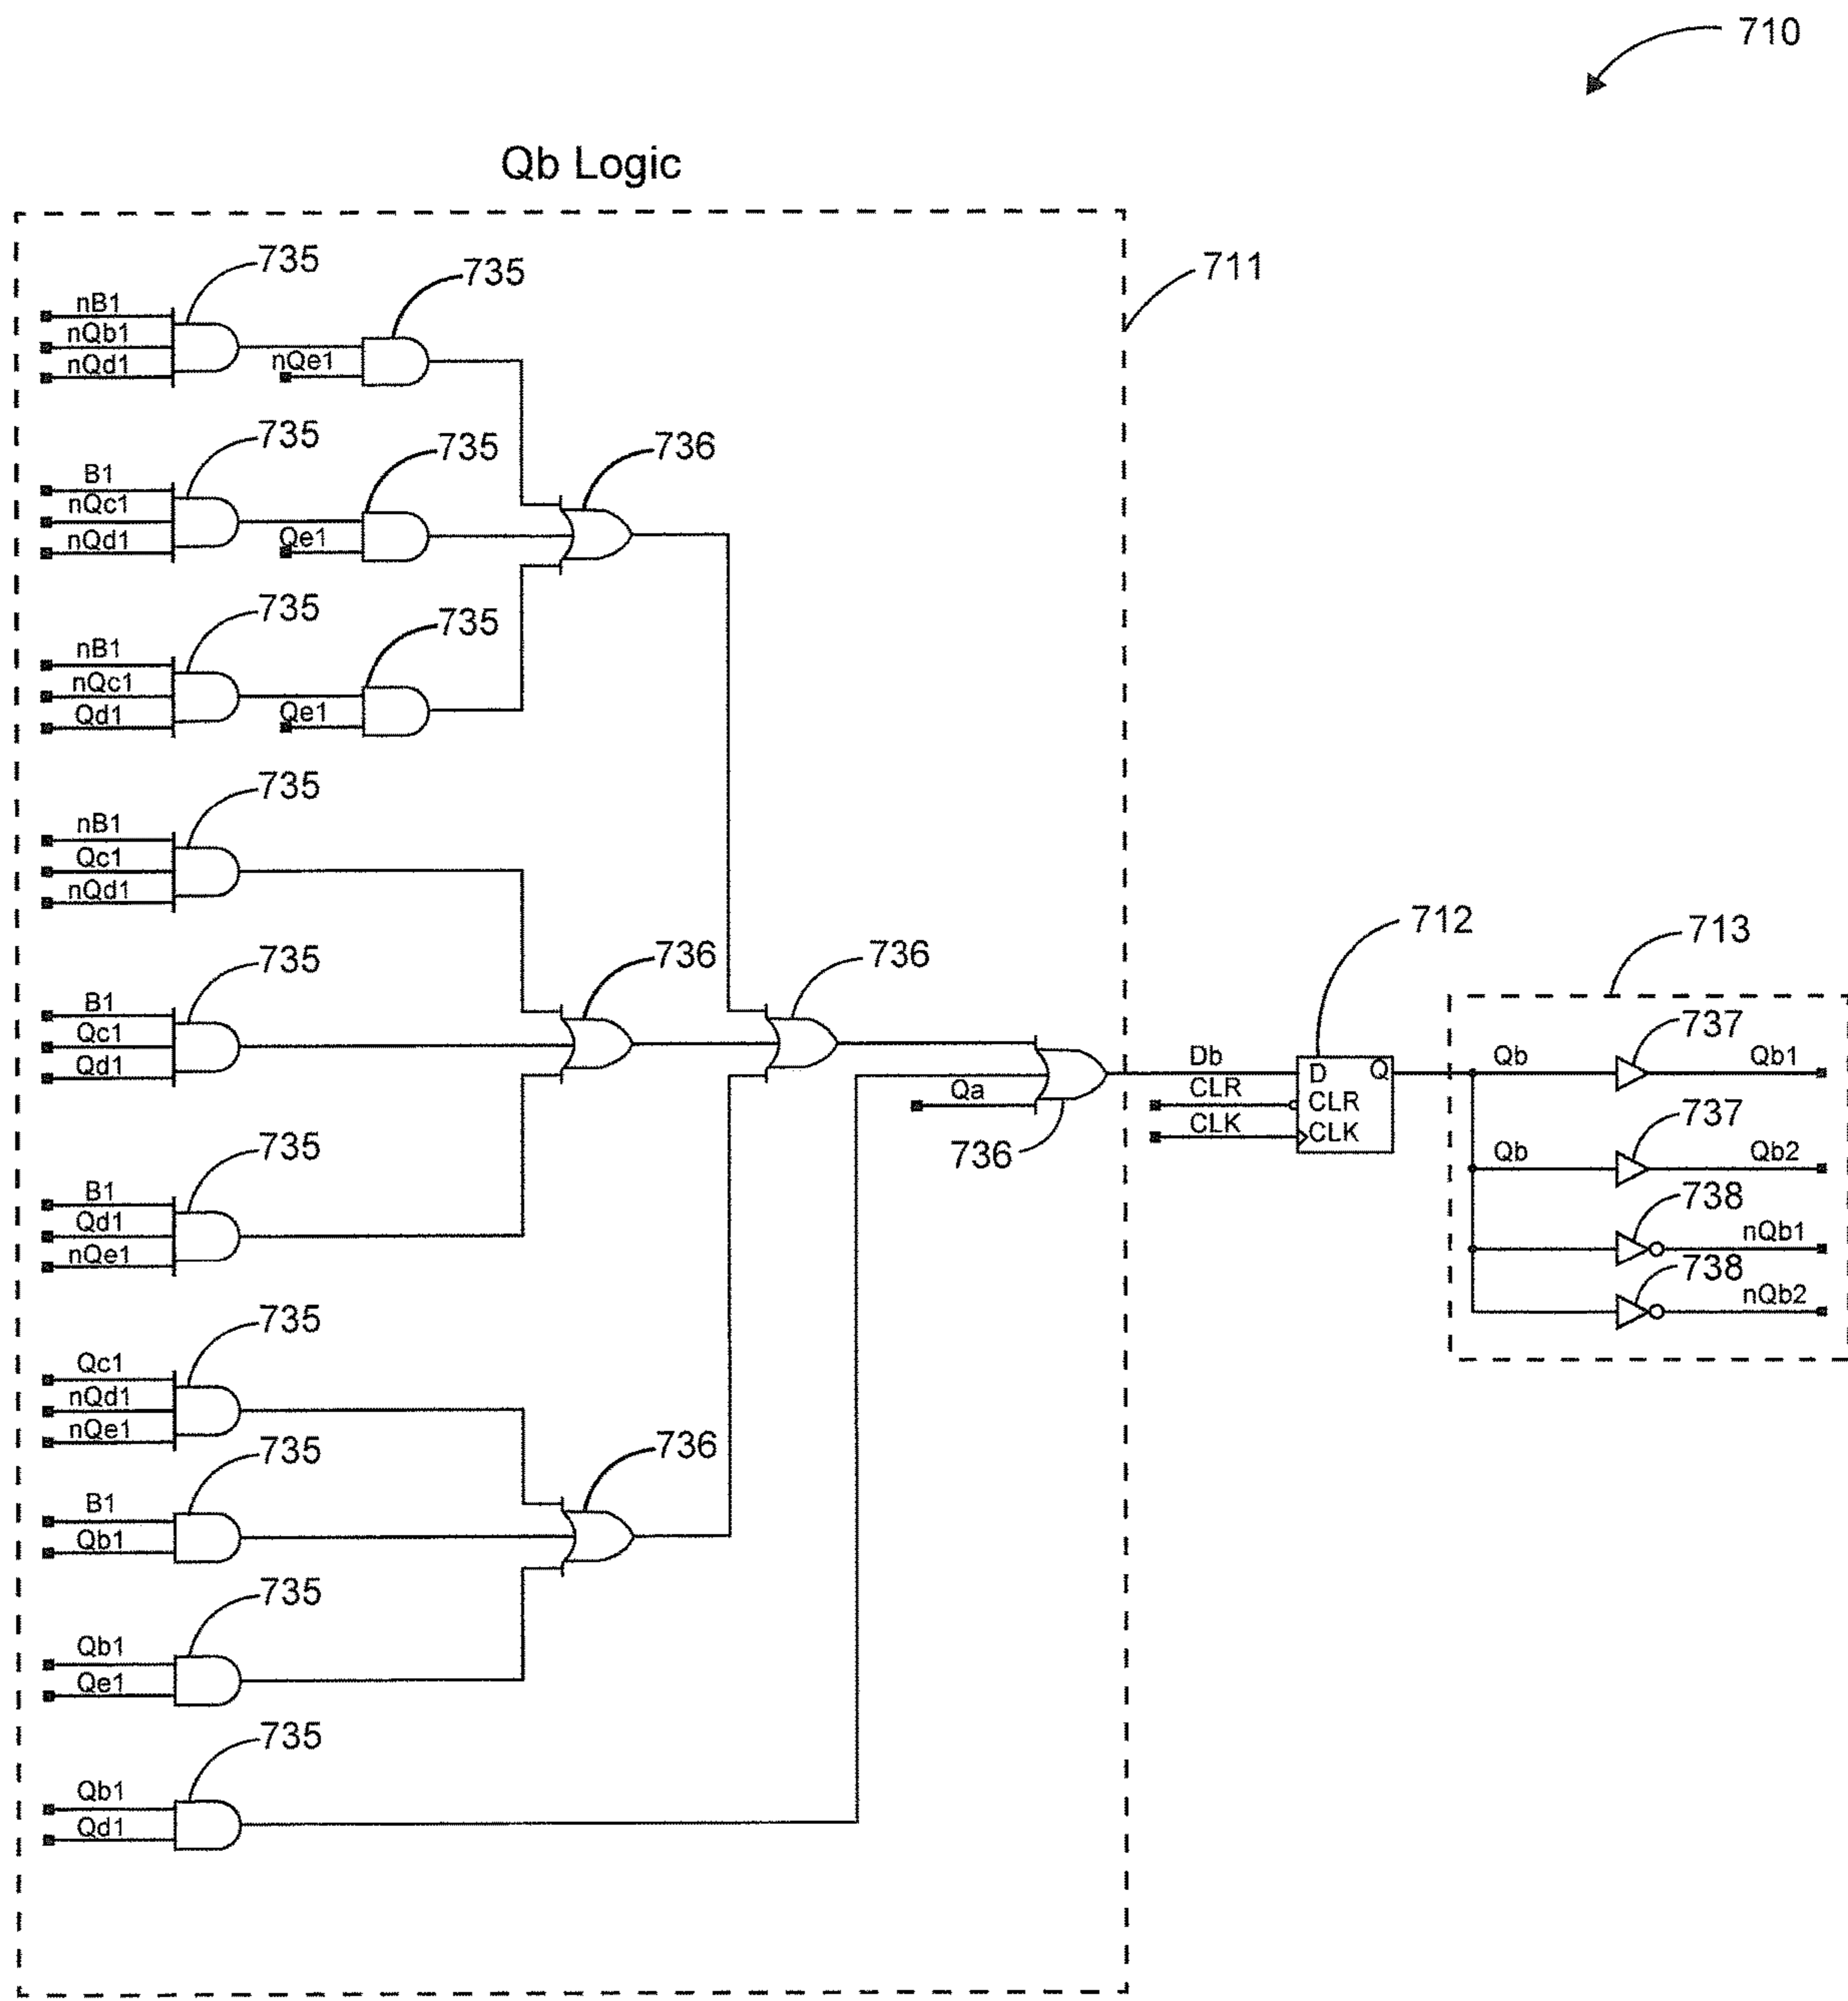 710
Qb Logic
711
735
735
nB1
nQb1
nQd1
nQe1
735
735
736
B1
nQc1
nQd1
Qe1
735
735
nB1
nQc1
Qd1
Qe1
735
nB1
Qc1
nQd1
735
736
736
B1
Qc1
Qd1
Qa
736
Db
CLR
CLK
712
D
Q
CLR
CLK
713
Qb
737
Qb1
Qb
737
Qb2
738
nQb1
738
nQb2
735
B1
Qd1
nQe1
735
Qc1
nQd1
nQe1
736
735
B1
Qb1
735
Qb1
Qe1
735
Qb1
Qd1